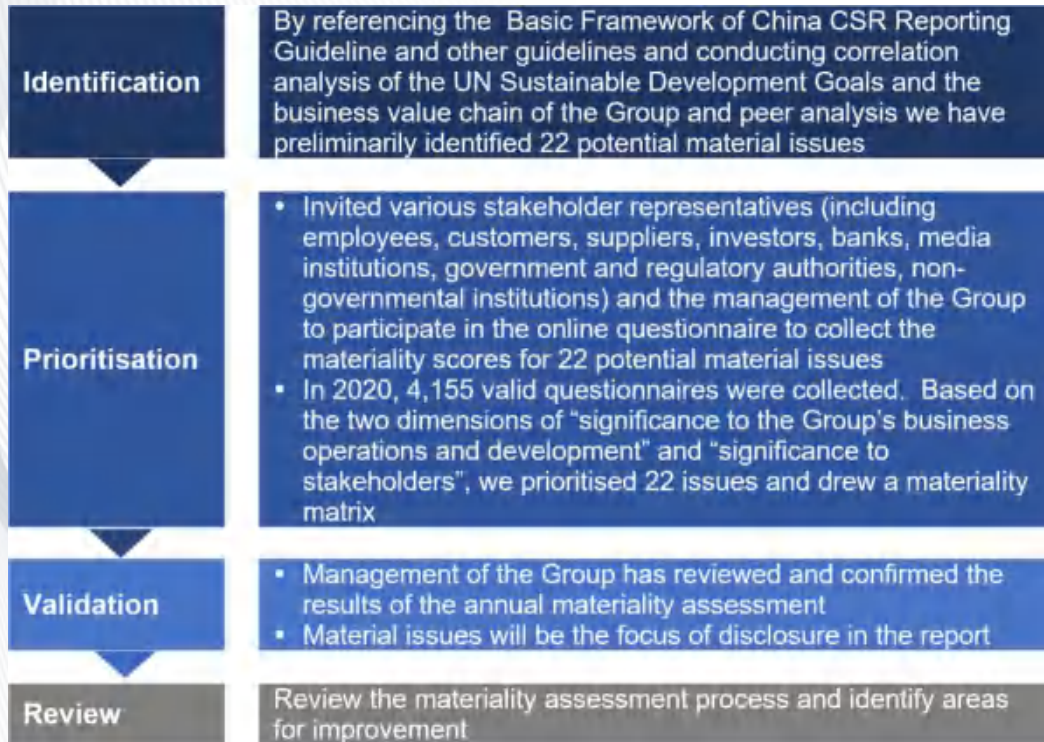 Identification
By referencing the Basic Framework of China CSR Reporting
Guideline and other guidelines and conducting correlation
analysis of the UN Sustainable Development Goals and the
business value chain of the Group and peer analysis we have
preliminarily identified 22 potential material issues
Prioritisation
• Invited various stakeholder representatives (including
employees, customers, suppliers, investors, banks, media
institutions, government and regulatory authorities, non-
governmental institutions) and the management of the Group
to participate in the online questionnaire to collect the
materiality scores for 22 potential material issues
• In 2020, 4,155 valid questionnaires were collected. Based on
the two dimensions of “significance to the Group's business
operations and development” and “significance to
stakeholders”, we prioritised 22 issues and drew a materiality
matrix
Validation
• Management of the Group has reviewed and confirmed the
results of the annual materiality assessment
• Material issues will be the focus of disclosure in the report
Review
Review the materiality assessment process and identify areas
for improvement